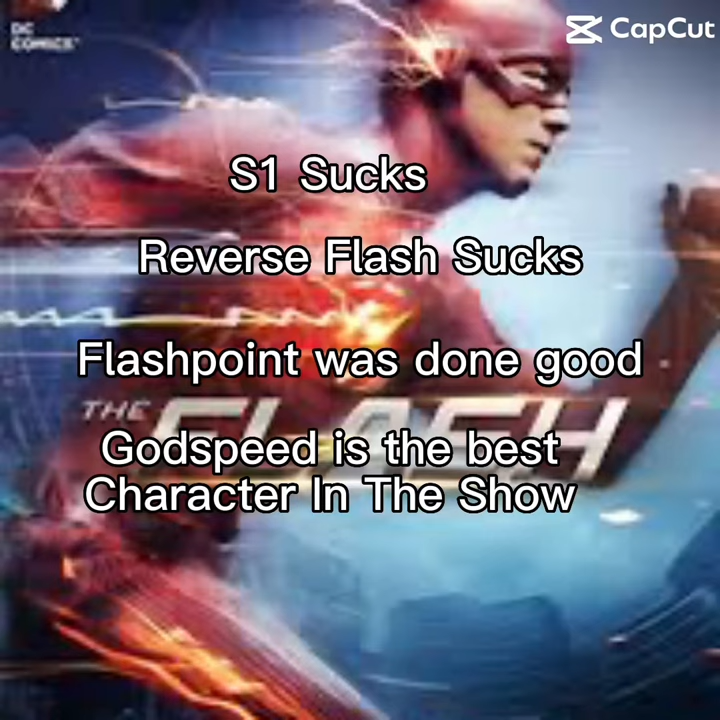 DC
COMICS™
CapCut
S1 Sucks
Reverse Flash Sucks
Flashpoint was done good
THE FLASH
Godspeed is the best
Character In The Show